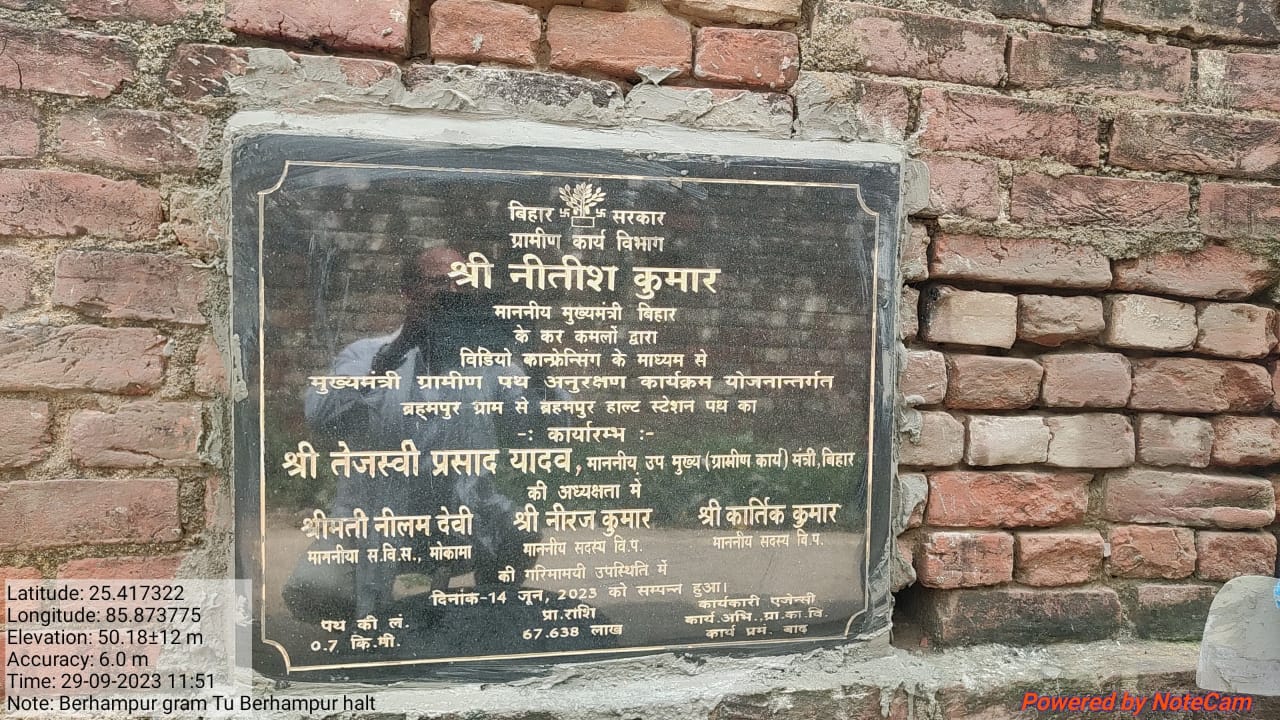 बिहार सरकार
ग्रामीण कार्य विभाग
श्री नीतीश कुमार
माननीय मुख्यमंत्री बिहार
के कर कमलों द्वारा
विडियो कान्फ्रेन्सिंग के माध्यम से
मुख्यमंत्री ग्रामीण पथ अनुरक्षण कार्यक्रम योजनान्तर्गत
ब्रह्मपुर ग्राम से ब्रहमपुर हाल्ट स्टेशन पथ का
-: कार्यारम्भ :-
श्री तेजस्वी प्रसाद यादव, माननीय उप मुख्य (ग्रामीण कार्य) मंत्री, बिहार
की अध्यक्षता में
श्रीमती नीलम देवी श्री नीरज कुमार श्री कार्तिक कुमार
माननीया स.वि.स., मोकामा माननीय सदस्य वि.प. माननीय सदस्य वि.प.
की गरिमामयी उपस्थिति में
दिनांक-14 जून, 2023 को सम्पन्न हुआ।
पथ की लं.
0.7 कि.मी.
प्रा.राशि
67.638 लाख
कार्यकारी एजेन्सी
कार्य.अभि.,ग्रा.का.वि.
कार्य प्रमं. बाढ़
Latitude: 25.417322
Longitude: 85.873775
Elevation: 50.18±12 m
Accuracy: 6.0 m
Time: 29-09-2023 11:51
Note: Berhampur gram Tu Berhampur halt
Powered by NoteCam